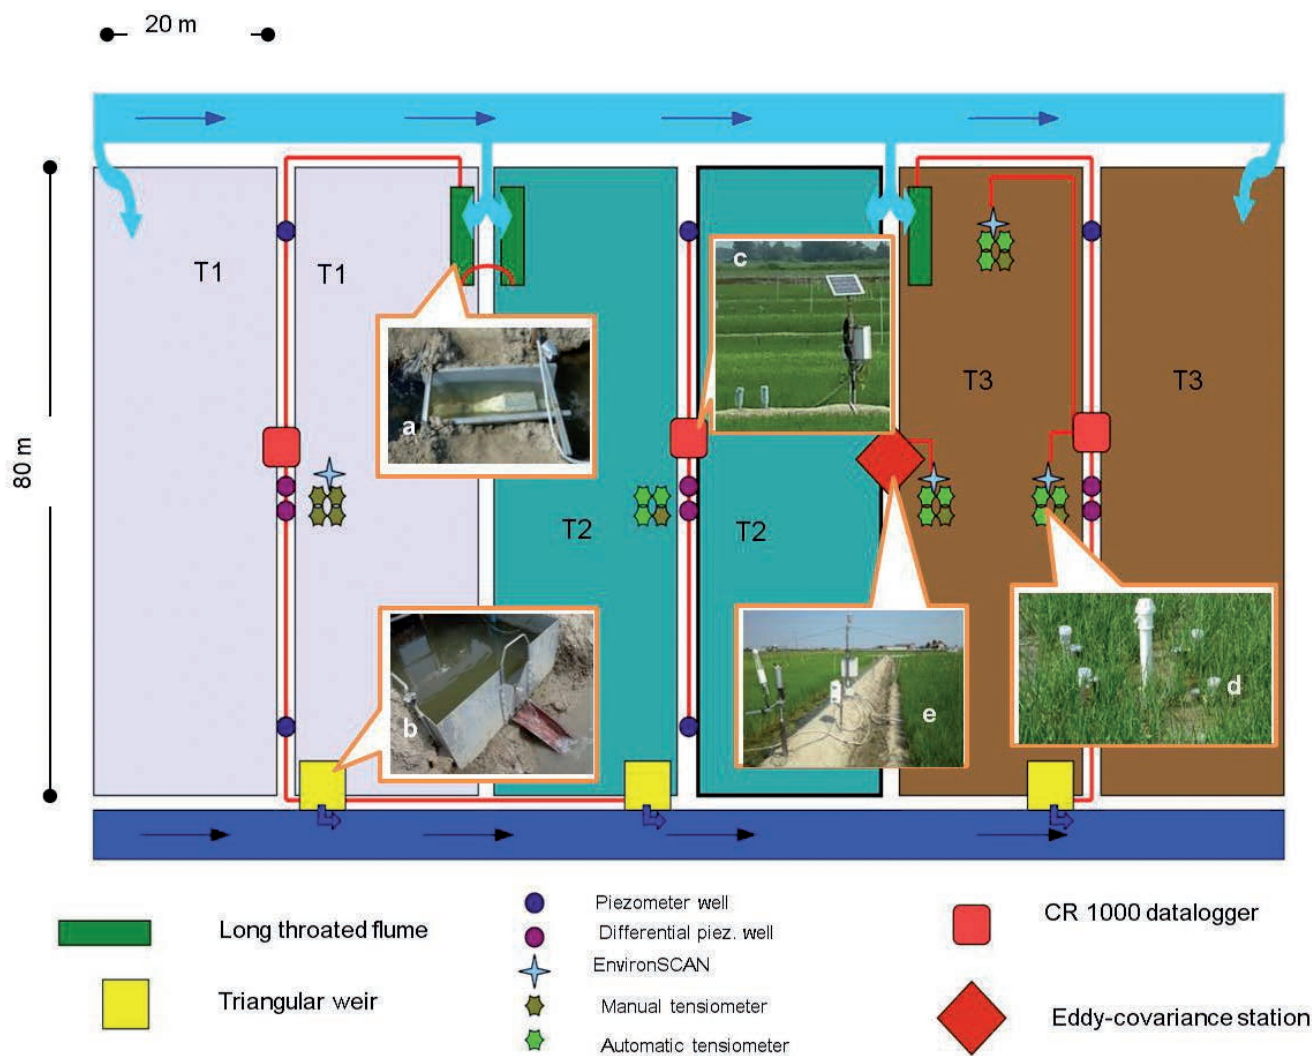 20 m
80 m
T1
T1
T2
T2
T3
T3
a
b
c
d
e
Long throated flume
Triangular weir
Piezometer well
Differential piez. well
EnvironSCAN
Manual tensiometer
Automatic tensiometer
CR 1000 datalogger
Eddy-covariance station